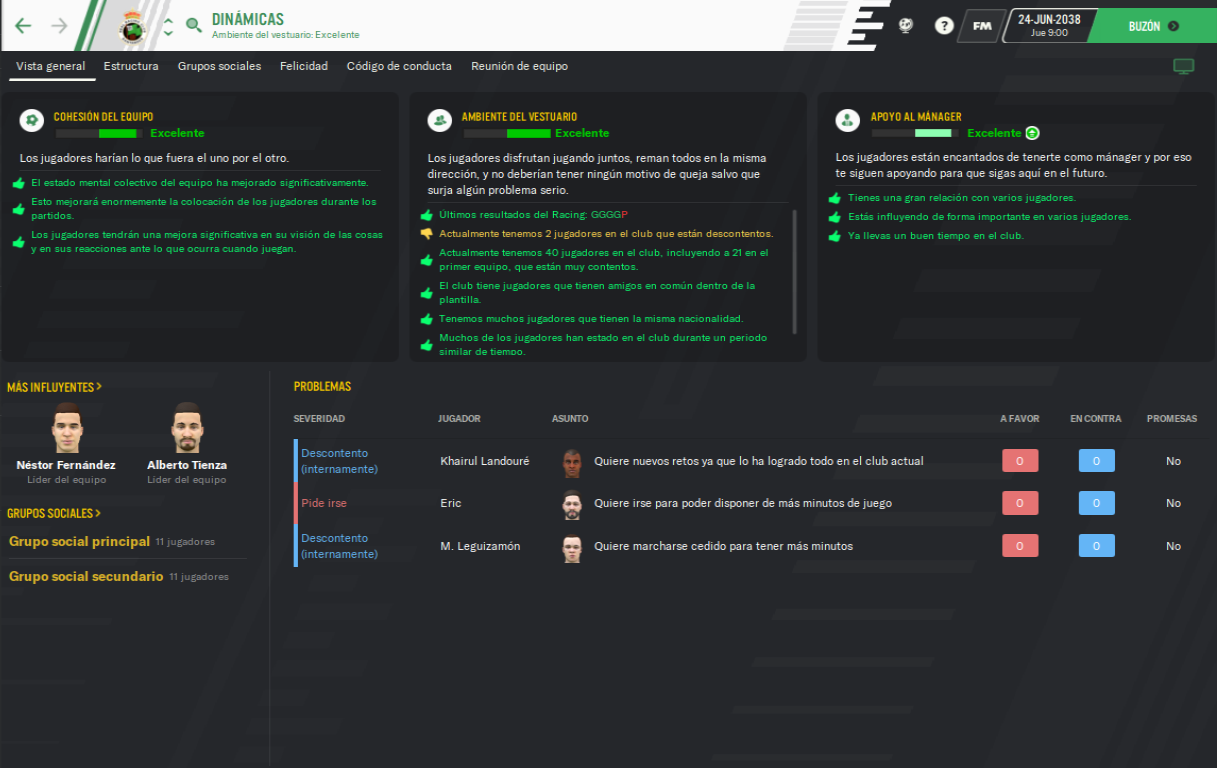 DINÁMICAS
Ambiente del vestuario: Excelente
?
FM
24-JUN-2038
Jue 9:00
BUZÓN
Vista general
Estructura
Grupos sociales
Felicidad
Código de conducta
Reunión de equipo
COHESIÓN DEL EQUIPO
Excelente
Los jugadores harían lo que fuera el uno por el otro.
El estado mental colectivo del equipo ha mejorado significativamente.
Esto mejorará enormemente la colocación de los jugadores durante los
partidos.
Los jugadores tendrán una mejora significativa en su visión de las cosas
y en sus reacciones ante lo que ocurra cuando juegan.
AMBIENTE DEL VESTUARIO
Excelente
Los jugadores disfrutan jugando juntos, reman todos en la misma
dirección, y no deberían tener ningún motivo de queja salvo que
surja algún problema serio.
Últimos resultados del Racing: GGGGP
Actualmente tenemos 2 jugadores en el club que están descontentos.
Actualmente tenemos 40 jugadores en el club, incluyendo a 21 en el
primer equipo, que están muy contentos.
El club tiene jugadores que tienen amigos en común dentro de la
plantilla.
Tenemos muchos jugadores que tienen la misma nacionalidad.
Muchos de los jugadores han estado en el club durante un periodo
similar de tiempo.
APOYO AL MÁNAGER
Excelente
Los jugadores están encantados de tenerte como mánager y por eso
te siguen apoyando para que sigas aquí en el futuro.
Tienes una gran relación con varios jugadores.
Estás influyendo de forma importante en varios jugadores.
Ya llevas un buen tiempo en el club.
MÁS INFLUYENTES >
Néstor Fernández
Líder del equipo
Alberto Tienza
Líder del equipo
GRUPOS SOCIALES >
Grupo social principal 11 jugadores
Grupo social secundario 11 jugadores
PROBLEMAS
SEVERIDAD JUGADOR ASUNTO A FAVOR EN CONTRA PROMESAS
Descontento
(internamente)
Khairul Landouré Quiere nuevos retos ya que lo ha logrado todo en el club actual 0 0 No
Pide irse Eric Quiere irse para poder disponer de más minutos de juego 0 0 No
Descontento
(internamente)
M. Leguizamón Quiere marcharse cedido para tener más minutos 0 0 No